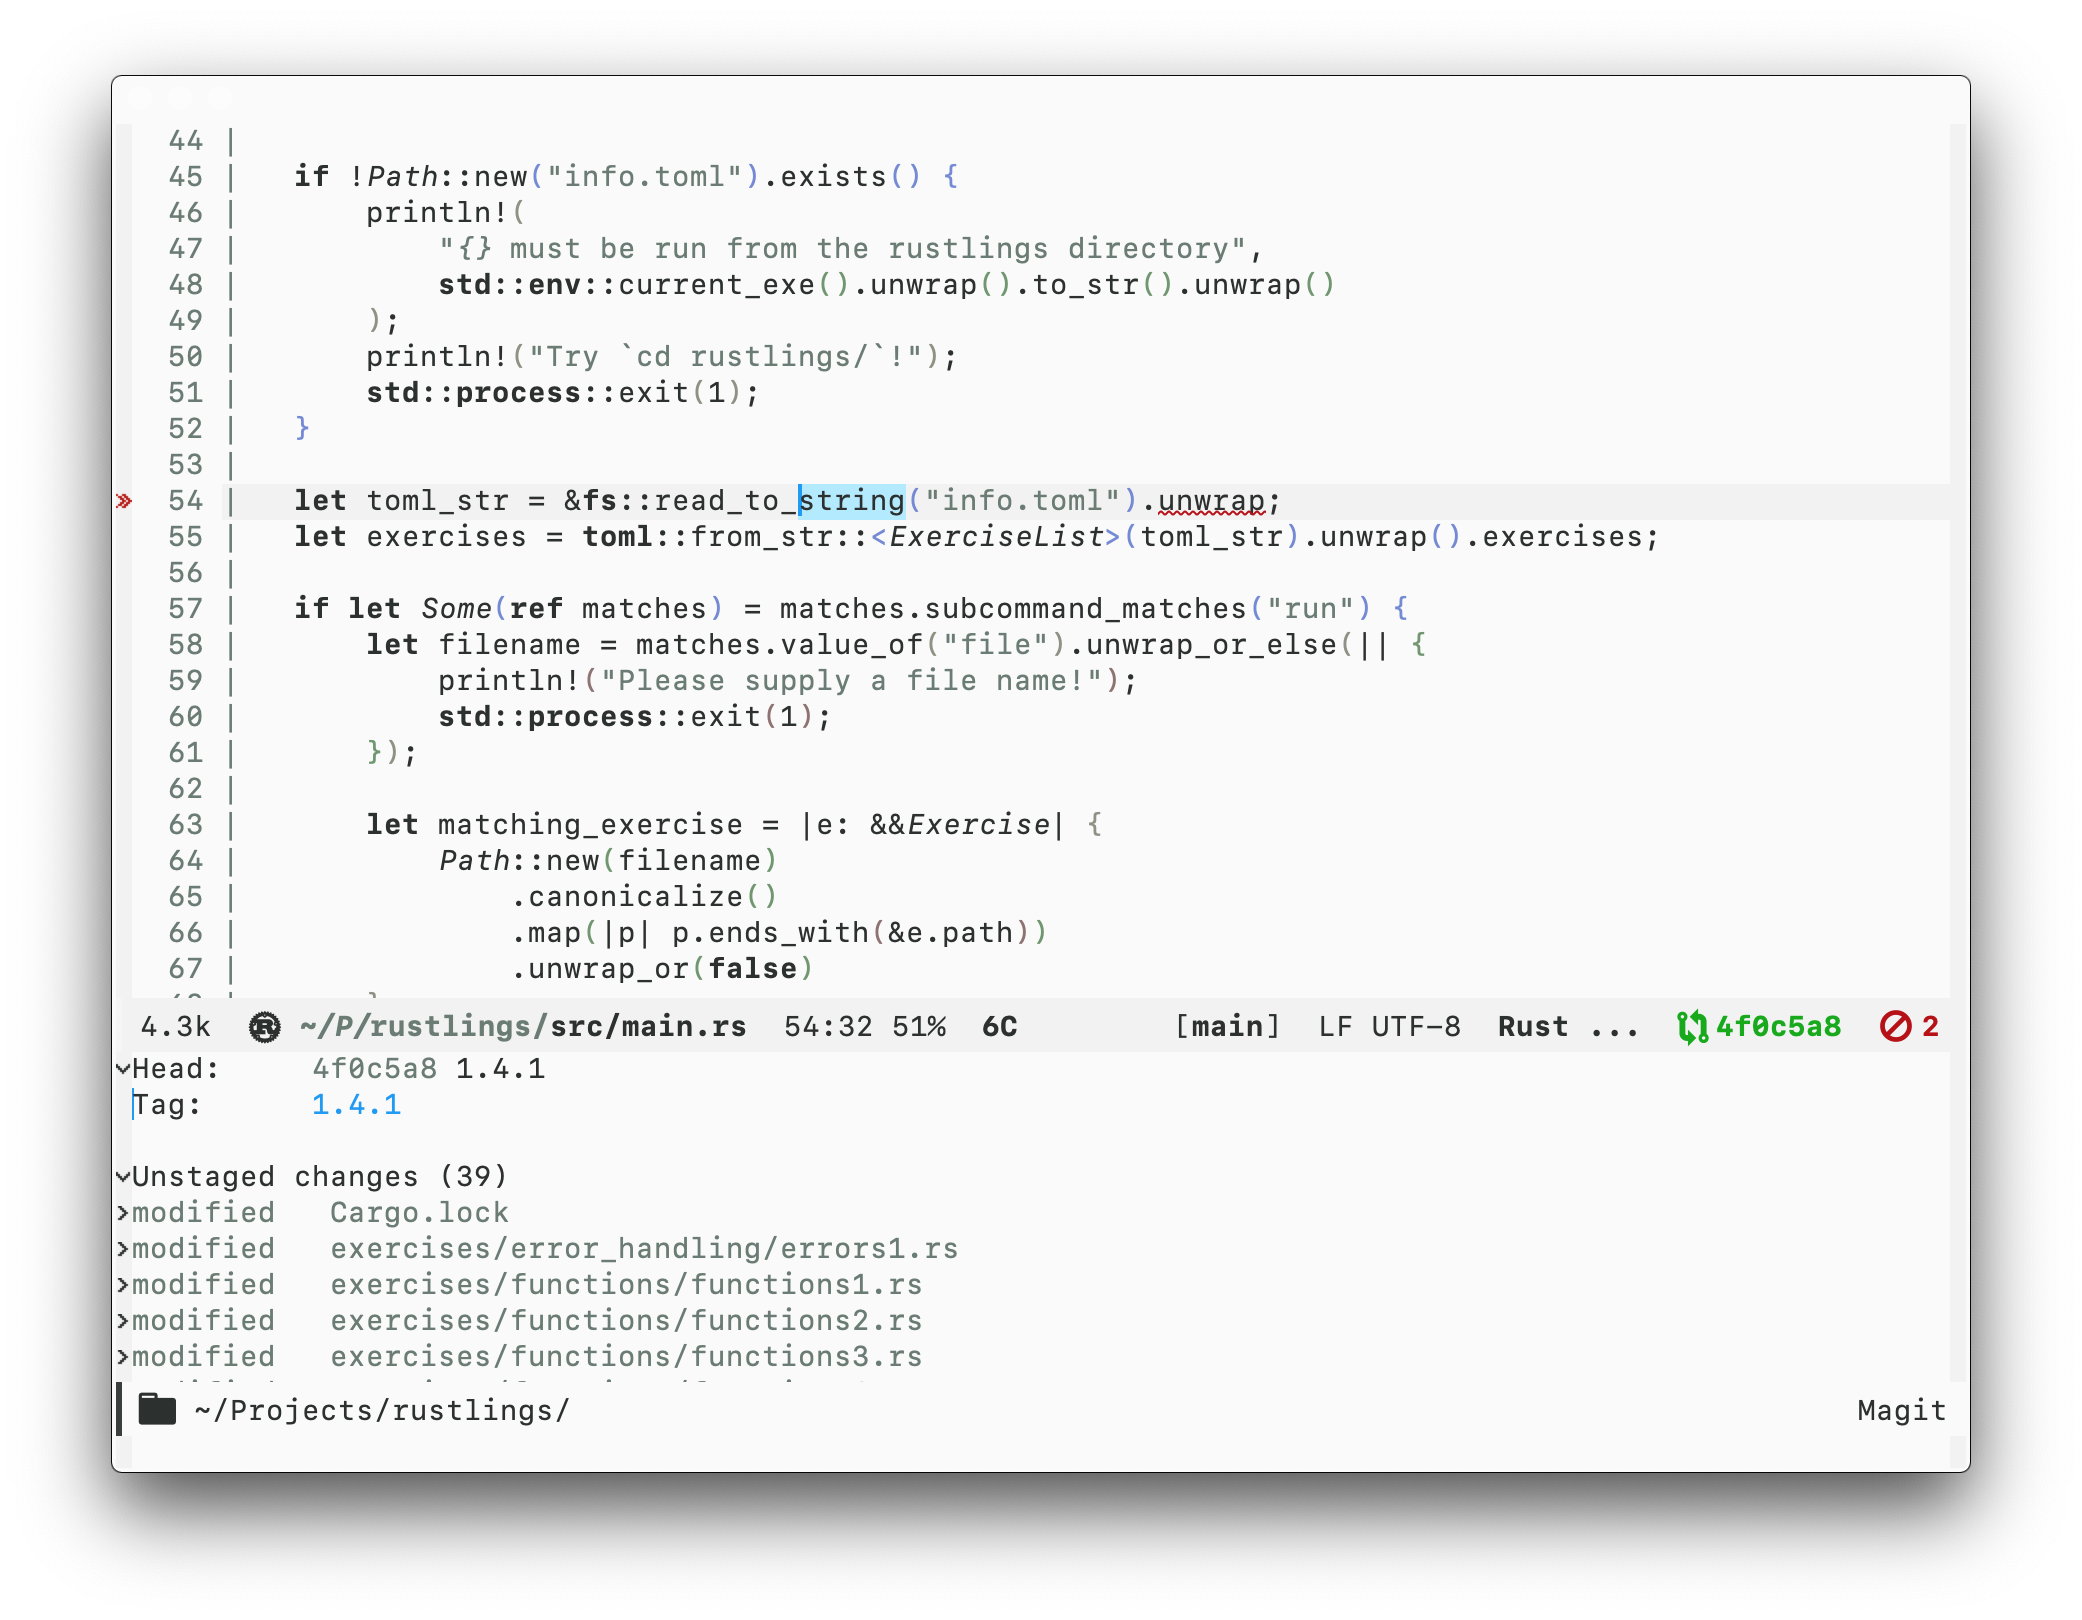 44 |
45 |   if !Path::new("info.toml").exists() {
46 |       println!(
47 |           "{} must be run from the rustlings directory",
48 |           std::env::current_exe().unwrap().to_str().unwrap()
49 |       );
50 |       println!("Try `cd rustlings/`!");
51 |       std::process::exit(1);
52 |   }
53 |
54 |   let toml_str = &fs::read_to_string("info.toml").unwrap;
55 |   let exercises = toml::from_str::<ExerciseList>(toml_str).unwrap().exercises;
56 |
57 |   if let Some(ref matches) = matches.subcommand_matches("run") {
58 |       let filename = matches.value_of("file").unwrap_or_else(|| {
59 |           println!("Please supply a file name!");
60 |           std::process::exit(1);
61 |       });
62 |
63 |       let matching_exercise = |e: &&Exercise| {
64 |           Path::new(filename)
65 |               .canonicalize()
66 |               .map(|p| p.ends_with(&e.path))
67 |               .unwrap_or(false)
4.3k ~/P/rustlings/src/main.rs 54:32 51% 6C [main] LF UTF-8 Rust ... 4f0c5a8 2
Head: 4f0c5a8 1.4.1
Tag: 1.4.1
Unstaged changes (39)
modified Cargo.lock
modified exercises/error_handling/errors1.rs
modified exercises/functions/functions1.rs
modified exercises/functions/functions2.rs
modified exercises/functions/functions3.rs
~/Projects/rustlings/ Magit